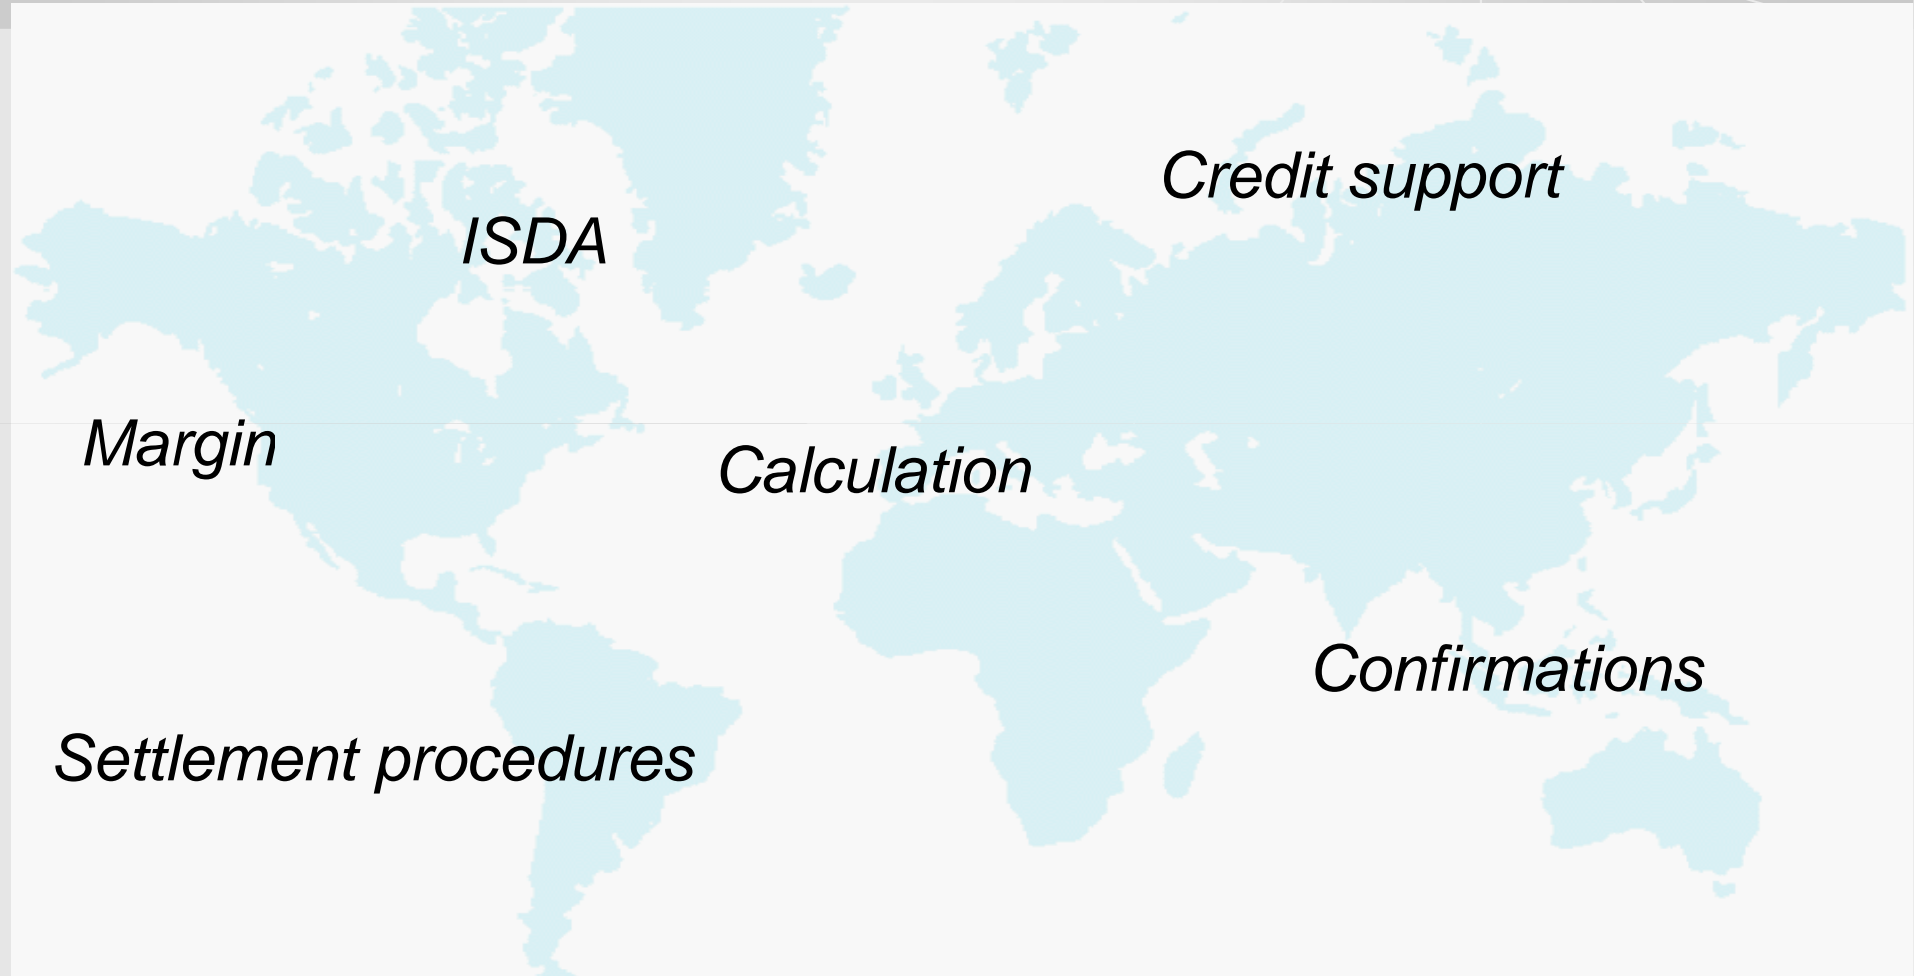 Credit support
ISDA
Margin
Calculation
Confirmations
Settlement procedures